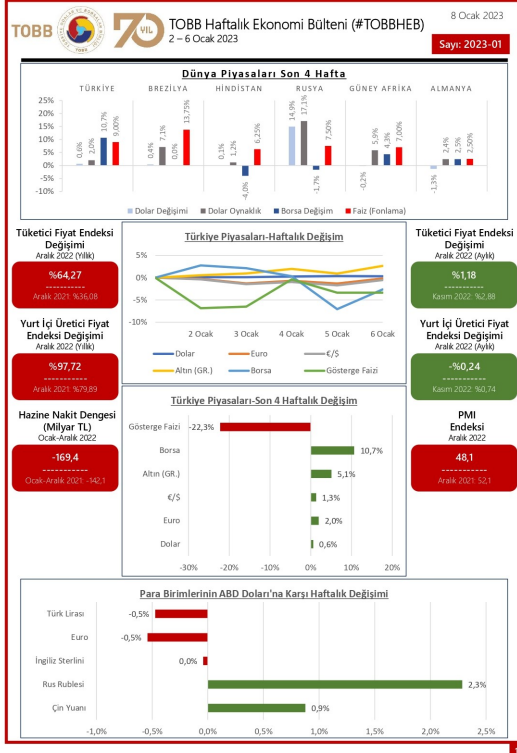 TOBB
70 YIL
TOBB Haftalık Ekonomi Bülteni (#TOBBHEB)
2 – 6 Ocak 2023
8 Ocak 2023
Sayı: 2023-01
Dünya Piyasaları Son 4 Hafta
TÜRKİYE BREZİLYA HİNDİSTAN RUSYA GÜNEY AFRİKA ALMANYA
25%
20%
15%
10%
5%
0%
-5%
-10%
0,6% 2,0% 10,7% 9,00%
0,4% 7,1% 0,0% 13,75%
0,1% 1,2% -4,0% 6,25%
14,9% 17,1% -1,7% 7,50%
-0,2% 5,9% 4,3% 7,00%
-1,3% 2,4% 2,5% 2,50%
Dolar Değişimi Dolar Oynaklık Borsa Değişim Faiz (Fonlama)
Tüketici Fiyat Endeksi
Değişimi
Aralık 2022 (Yıllık)
%64,27
-----------
Aralık 2021: %36,08
Yurt İçi Üretici Fiyat
Endeksi Değişimi
Aralık 2022 (Yıllık)
%97,72
-----------
Aralık 2021: %79,89
Hazine Nakit Dengesi
(Milyar TL)
Ocak-Aralık 2022
-169,4
-----------
Ocak-Aralık 2021: -142,1
Türkiye Piyasaları-Haftalık Değişim
5%
0%
-5%
-10%
2 Ocak 3 Ocak 4 Ocak 5 Ocak 6 Ocak
Dolar Euro €/$
Altın (GR.) Borsa Gösterge Faizi
Türkiye Piyasaları-Son 4 Haftalık Değişim
Gösterge Faizi -22,3%
Borsa 10,7%
Altın (GR.) 5,1%
€/$ 1,3%
Euro 2,0%
Dolar 0,6%
-30% -20% -10% 0% 10% 20%
Tüketici Fiyat Endeksi
Değişimi
Aralık 2022 (Aylık)
%1,18
-----------
Kasım 2022: %2,88
Yurt İçi Üretici Fiyat
Endeksi Değişimi
Aralık 2022 (Aylık)
-%0,24
-----------
Kasım 2022: %0,74
PMI
Endeksi
Aralık 2022
48,1
-----------
Aralık 2021: 52,1
Para Birimlerinin ABD Doları'na Karşı Haftalık Değişimi
Türk Lirası -0,5%
Euro -0,5%
İngiliz Sterlini 0,0%
Rus Rublesi 2,3%
Çin Yuanı 0,9%
-1,0% -0,5% 0,0% 0,5% 1,0% 1,5% 2,0% 2,5%